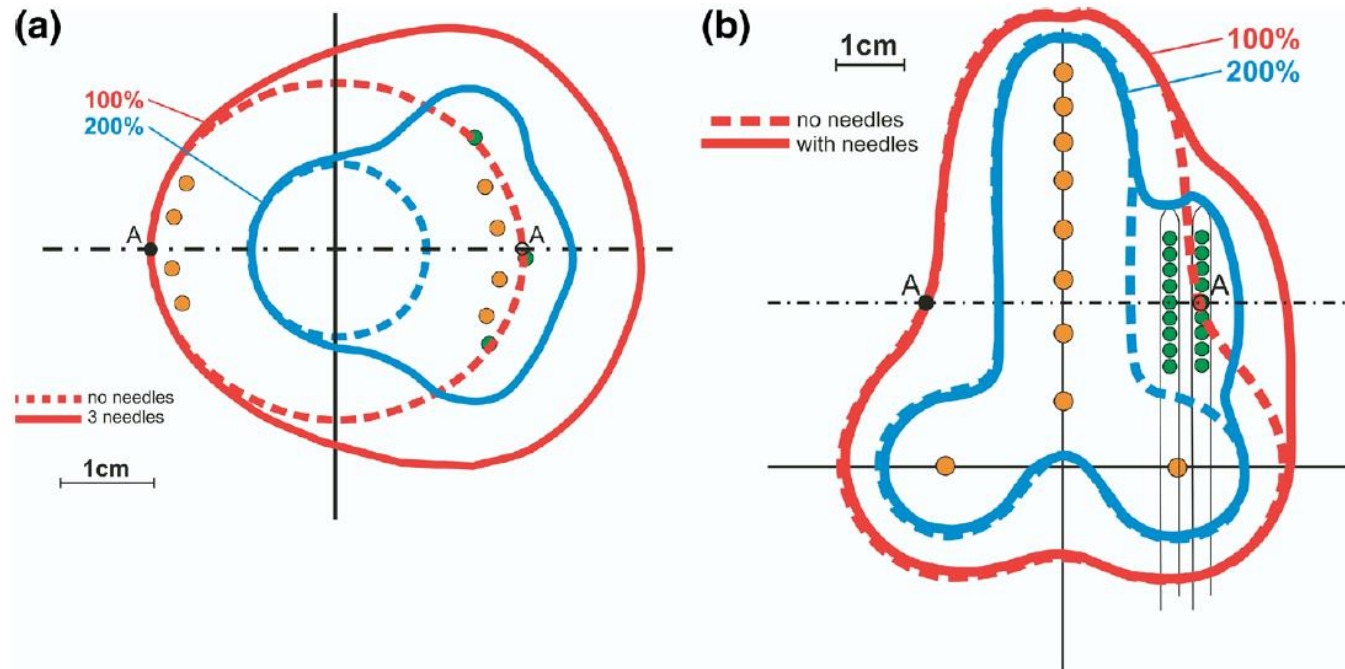 (a)
100%
200%
A
A
no needles
3 needles
1cm
(b)
1cm
100%
200%
no needles
with needles
A
A